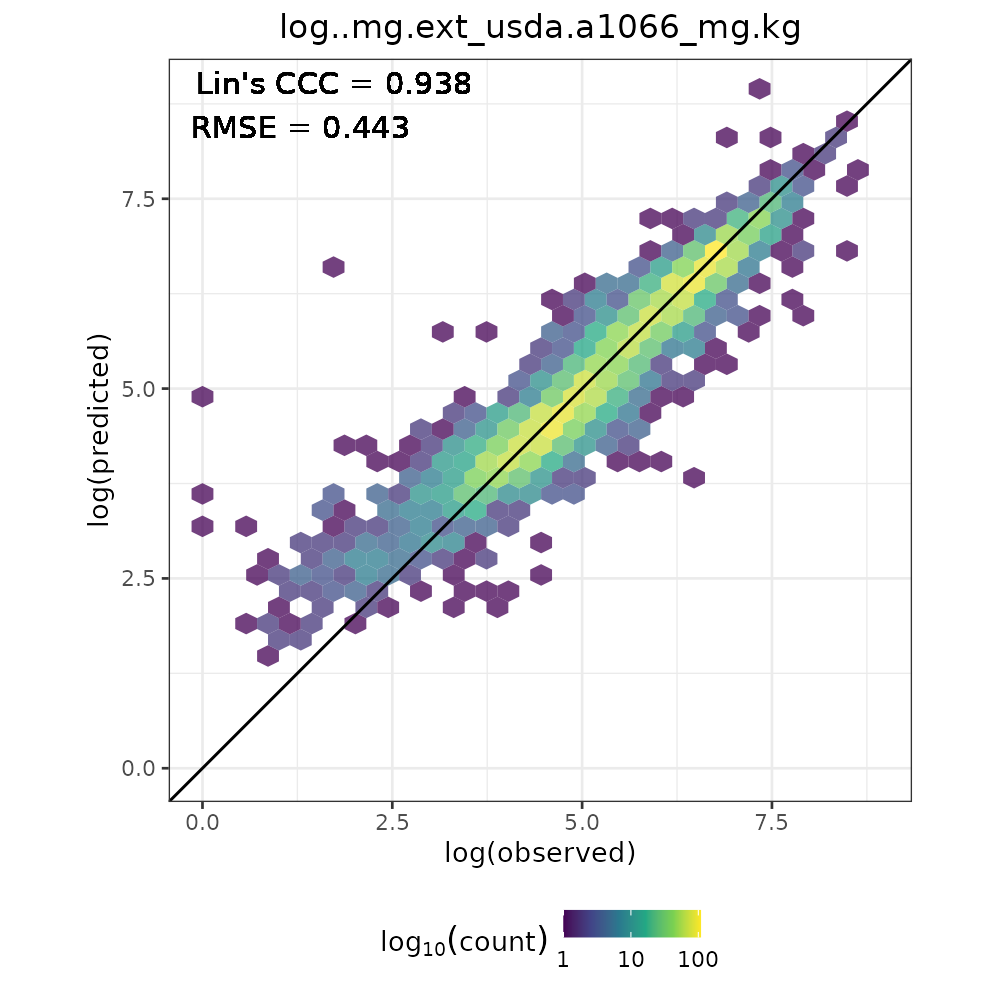 log..mg.ext_usda.a1066_mg.kg
Lin's CCC = 0.938
RMSE = 0.443
7.5
5.0
2.5
0.0
log(predicted)
0.0 2.5 5.0 7.5
log(observed)
log₁₀(count)
1 10 100